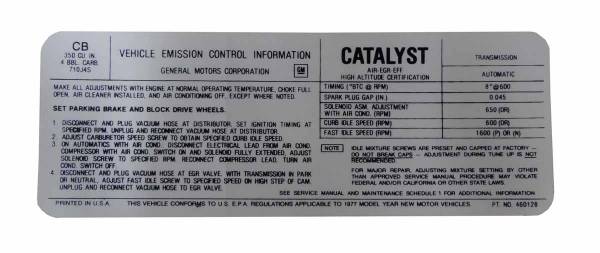 CB
350 CU. IN.
4 BBL. CARB.
710J4S
VEHICLE EMISSION CONTROL INFORMATION
GENERAL MOTORS CORPORATION GM
MAKE ALL ADJUSTMENTS WITH ENGINE AT NORMAL OPERATING TEMPERATURE, CHOKE FULL
OPEN, AIR CLEANER INSTALLED, AND AIR CONDITIONING OFF, EXCEPT WHERE NOTED.
SET PARKING BRAKE AND BLOCK DRIVE WHEELS.
1. DISCONNECT AND PLUG VACUUM HOSE AT DISTRIBUTOR. SET IGNITION TIMING AT
SPECIFIED RPM. UNPLUG AND RECONNECT VACUUM HOSE AT DISTRIBUTOR.
2. ADJUST CARBURETOR SPEED SCREW TO OBTAIN SPECIFIED CURB IDLE SPEED.
3. ON AUTOMATICS WITH AIR COND. DISCONNECT ELECTRICAL LEAD FROM AIR COND.
COMPRESSOR WITH AIR COND. SWITCH ON AND SOLENOID FULLY EXTENDED, ADJUST
SOLENOID SCREW TO SPECIFIED RPM. RECONNECT COMPRESSOR LEAD, TURN AIR
COND. SWITCH OFF.
4. DISCONNECT AND PLUG VACUUM HOSE AT EGR VALVE. WITH TRANSMISSION IN PARK
OR NEUTRAL, ADJUST FAST IDLE SCREW TO SPECIFIED SPEED ON HIGH STEP OF CAM.
UNPLUG AND RECONNECT VACUUM HOSE TO EGR VALVE.
CATALYST
AIR-EGR-EFF
HIGH ALTITUDE CERTIFICATION
TRANSMISSION
AUTOMATIC
TIMING (°BTC @ RPM) 8°@600
SPARK PLUG GAP (IN.) 0.045
SOLENOID ASM. ADJUSTMENT
WITH AIR COND. (RPM) 650 (DR)
CURB IDLE SPEED (RPM) 600 (DR)
FAST IDLE SPEED (RPM) 1600 (P) OR (N)
NOTE IDLE MIXTURE SCREWS ARE PRESET AND CAPPED AT FACTORY –
DO NOT BREAK CAPS – ADJUSTMENT DURING TUNE UP IS NOT
RECOMMENDED.
FOR MAJOR REPAIR, ADJUSTING MIXTURE SETTING BY OTHER
THAN APPROVED SERVICE MANUAL PROCEDURE MAY VIOLATE
FEDERAL AND/OR CALIFORNIA OR OTHER STATE LAWS.
SEE SERVICE MANUAL AND MAINTENANCE SCHEDULE 1 FOR ADDITIONAL INFORMATION.
PRINTED IN U.S.A. THIS VEHICLE CONFORMS TO U.S. E.P.A. REGULATIONS APPLICABLE TO 1977 MODEL YEAR NEW MOTOR VEHICLES. PT. NO. 460128